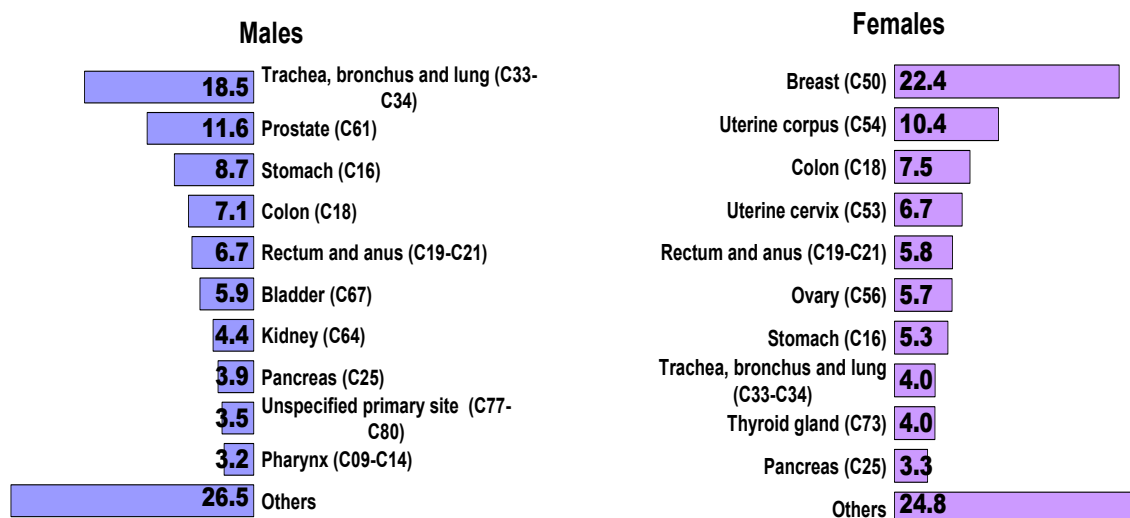 Males
18.5 Trachea, bronchus and lung (C33-
C34)
11.6 Prostate (C61)
8.7 Stomach (C16)
7.1 Colon (C18)
6.7 Rectum and anus (C19-C21)
5.9 Bladder (C67)
4.4 Kidney (C64)
3.9 Pancreas (C25)
3.5 Unspecified primary site (C77-
C80)
3.2 Pharynx (C09-C14)
26.5 Others
Females
Breast (C50) 22.4
Uterine corpus (C54) 10.4
Colon (C18) 7.5
Uterine cervix (C53) 6.7
Rectum and anus (C19-C21) 5.8
Ovary (C56) 5.7
Stomach (C16) 5.3
Trachea, bronchus and lung
(C33-C34) 4.0
Thyroid gland (C73) 4.0
Pancreas (C25) 3.3
Others 24.8